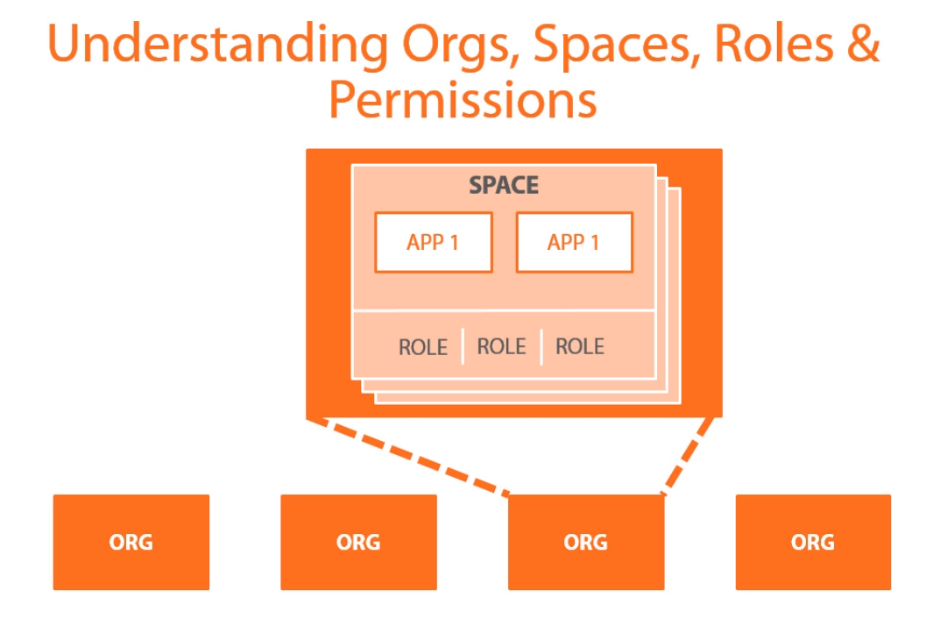 Understanding Orgs, Spaces, Roles &
Permissions
SPACE
APP 1
APP 1
ROLE
ROLE
ROLE
ORG
ORG
ORG
ORG